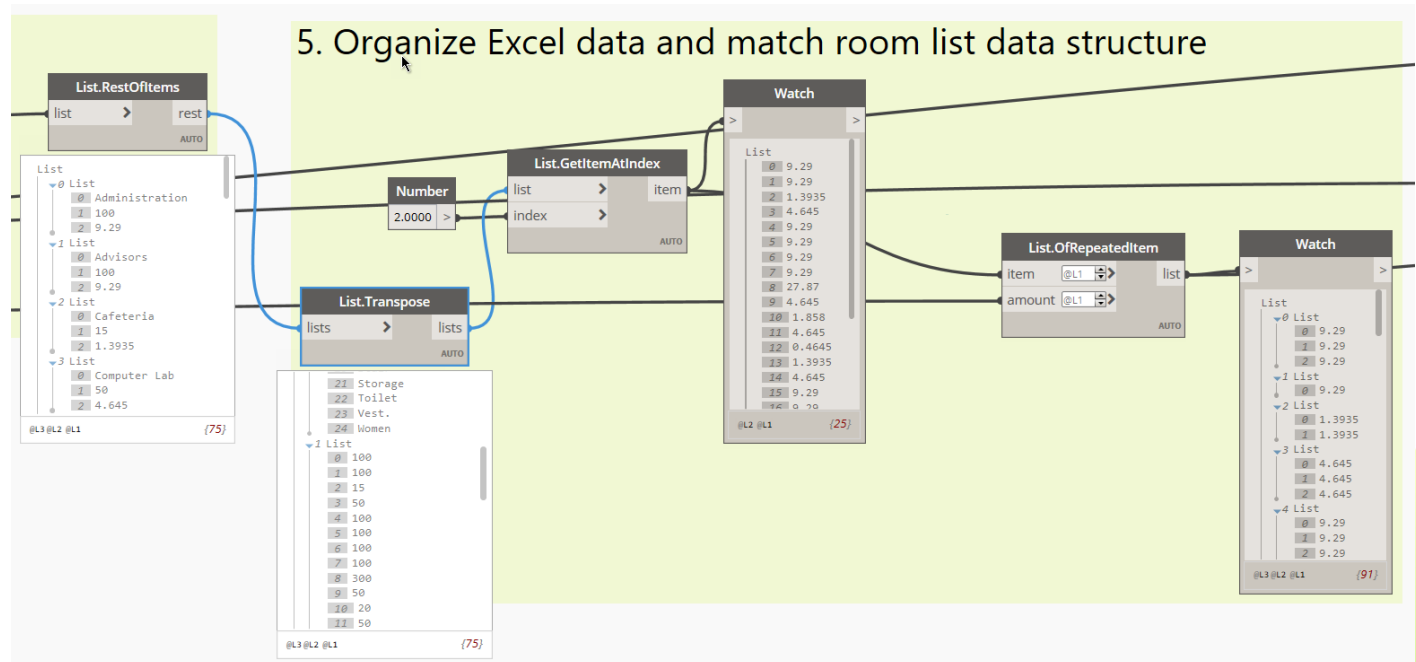 5. Organize Excel data and match room list data structure
List.RestOfItems
list > rest
AUTO
List
0 List
0 Administration
1 100
2 9.29
1 List
0 Advisors
1 100
2 9.29
2 List
0 Cafeteria
1 15
2 1.3935
3 List
0 Computer Lab
1 50
2 4.645
@L3 @L2 @L1 {75}
Number
2.0000 >
List.Transpose
lists > lists
AUTO
21 Storage
22 Toilet
23 Vest.
24 Women
1 List
0 100
1 100
2 15
3 50
4 100
5 100
6 100
7 100
8 300
9 50
10 20
11 50
@L3 @L2 @L1 {75}
List.GetItemAtIndex
list > item
index >
AUTO
Watch
> >
List
0 9.29
1 9.29
2 1.3935
3 4.645
4 9.29
5 9.29
6 9.29
7 9.29
8 27.87
9 4.645
10 1.858
11 4.645
12 0.4645
13 1.3935
14 4.645
15 9.29
16 9.29
@L2 @L1 {25}
List.OfRepeatedItem
item @L1 > list
amount @L1 >
AUTO
Watch
> >
List
0 List
0 9.29
1 9.29
2 9.29
1 List
0 9.29
2 List
0 1.3935
1 1.3935
3 List
0 4.645
1 4.645
2 4.645
4 List
0 9.29
1 9.29
2 9.29
@L3 @L2 @L1 {91}